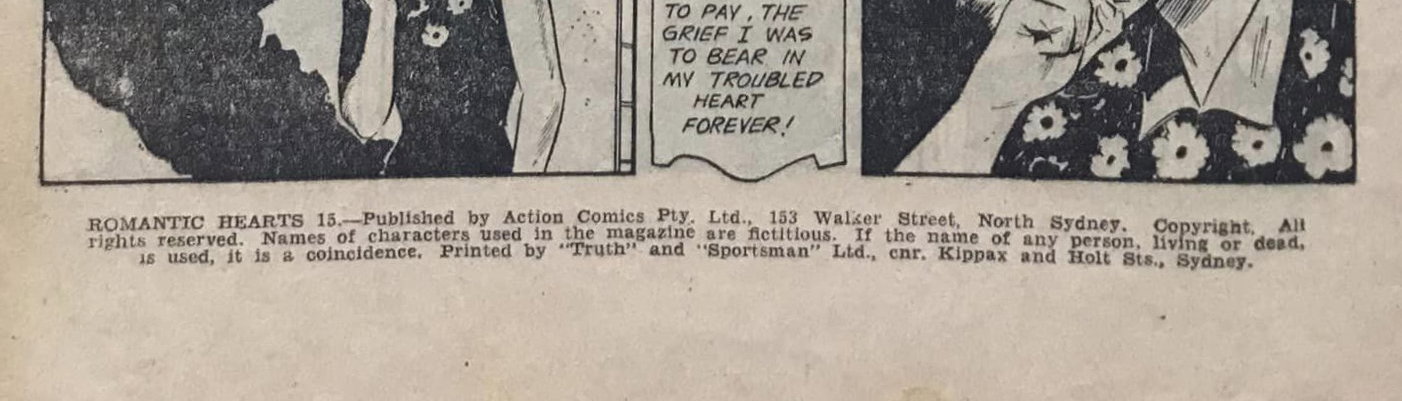 TO PAY, THE
GRIEF I WAS
TO BEAR IN
MY TROUBLED
HEART
FOREVER!
ROMANTIC HEARTS 15.—Published by Action Comics Pty. Ltd., 153 Walker Street, North Sydney. Copyright. All
rights reserved. Names of characters used in the magazine are fictitious. If the name of any person, living or dead,
is used, it is a coincidence. Printed by "Truth" and "Sportsman" Ltd., cnr. Kippax and Holt Sts., Sydney.